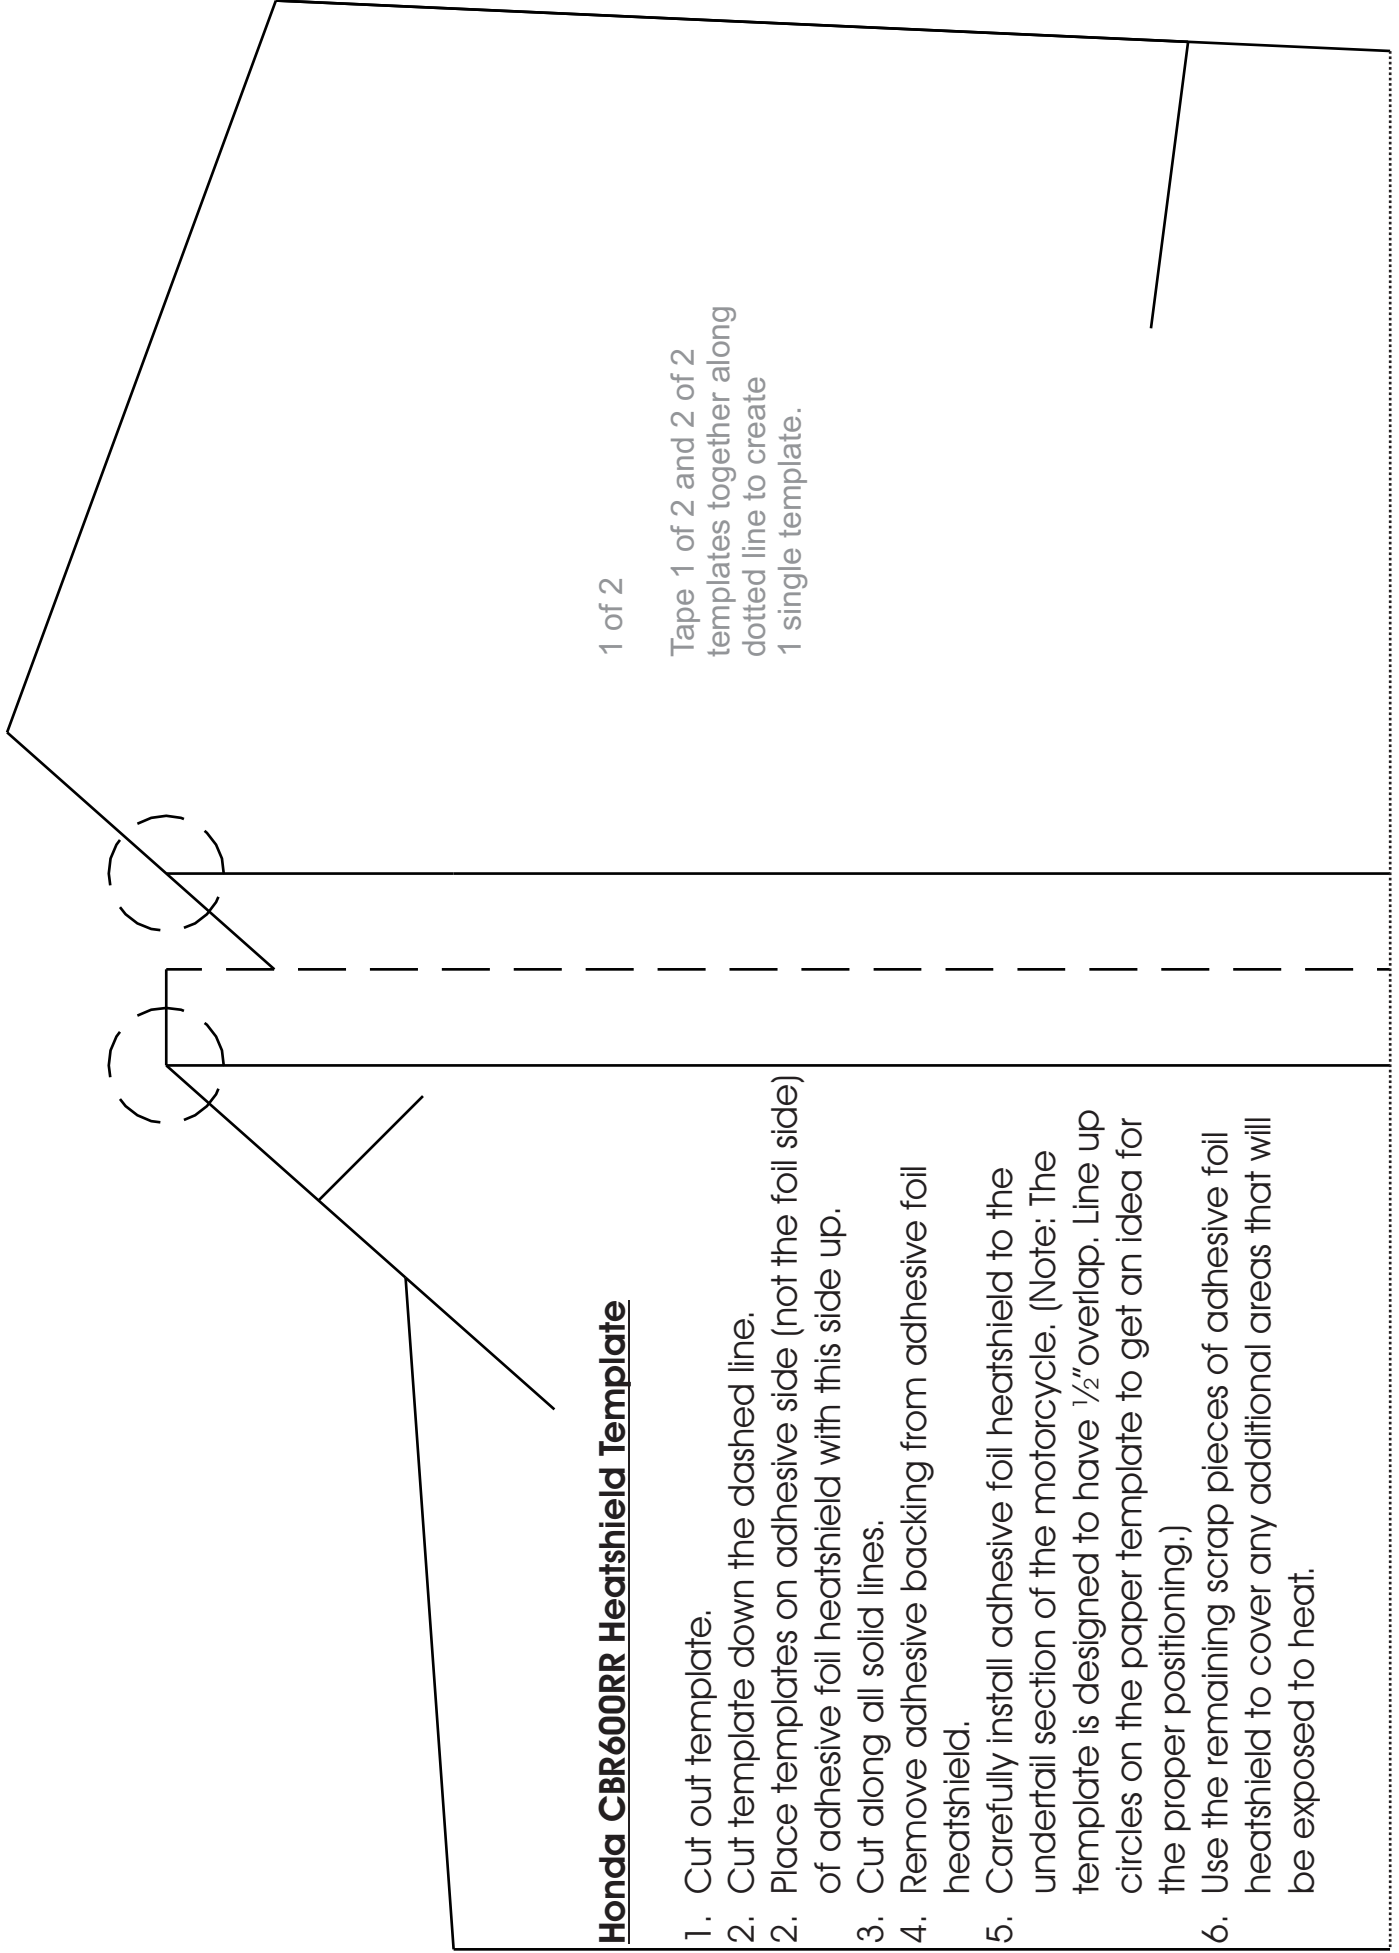 Honda CBR600RR Heatshield Template
1. Cut out template.
2. Cut template down the dashed line.
2. Place templates on adhesive side (not the foil side)
of adhesive foil heatshield with this side up.
3. Cut along all solid lines.
4. Remove adhesive backing from adhesive foil
heatshield.
5. Carefully install adhesive foil heatshield to the
undertail section of the motorcycle. (Note: The
template is designed to have ½"overlap. Line up
circles on the paper template to get an idea for
the proper positioning.)
6. Use the remaining scrap pieces of adhesive foil
heatshield to cover any additional areas that will
be exposed to heat.
1 of 2
Tape 1 of 2 and 2 of 2
templates together along
dotted line to create
1 single template.